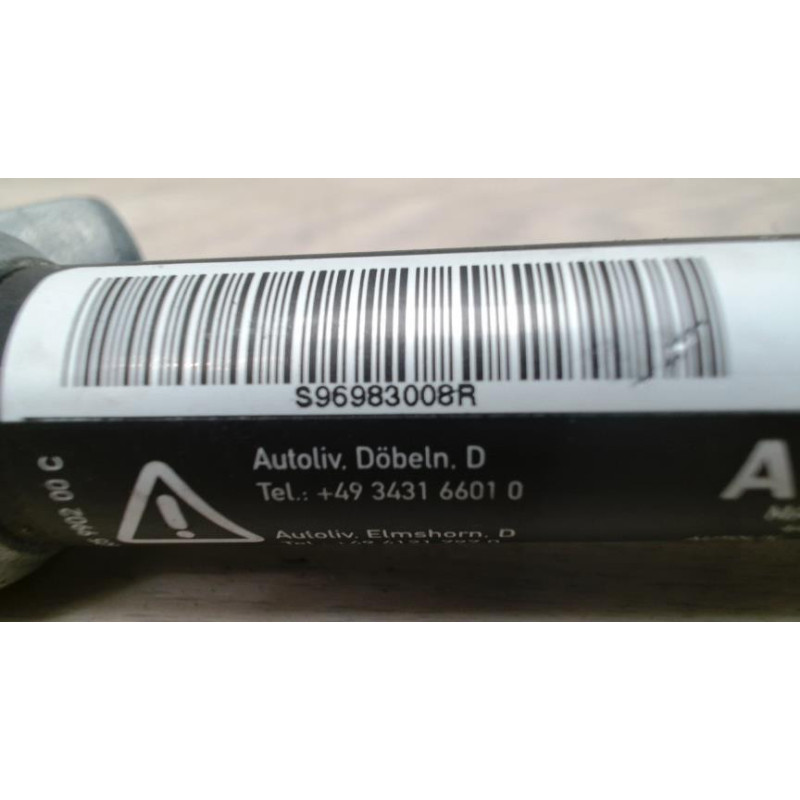 S96983008R
Autoliv, Döbeln, D
Tel.: +49 3431 6601 0
Autoliv, Elmshorn, D
00 C
A